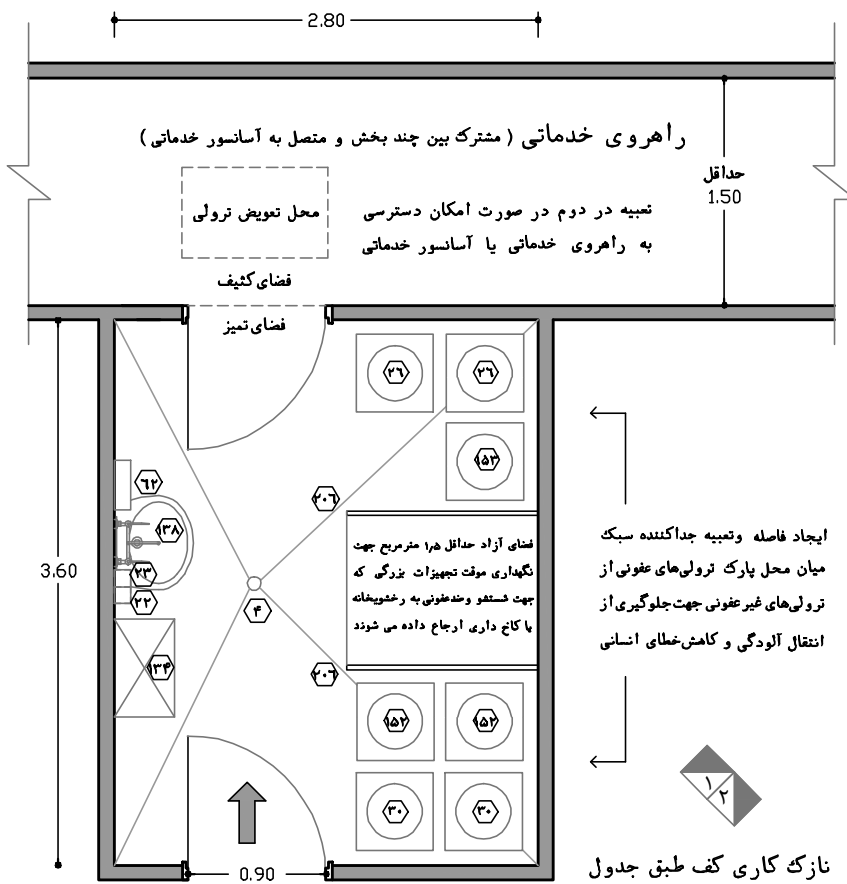 2.80
راهروی خدماتی ( مشترک بین چند بخش و متصل به آسانسور خدماتی )
حداقل
1.50
محل تعویض ترولی
تعبیه در دوم در صورت امکان دسترسی
به راهروی خدماتی یا آسانسور خدماتی
فضای کثیف
فضای تمیز
۲۶
۲۶
۱۵۳
۶۲
۲۰۶
۱۳۸
3.60
۲۳
۲۲
۴
فضای آزاد حداقل ۱٫۵ مترمربع جهت
نگهداری موقت تجهیزات بزرگی که
جهت شستشو وضدعفونی به رختشویخانه
یا کاخ داری ارجاع داده می شوند
ایجاد فاصله وتعبیه جداکننده سبک
میان محل پارک ترولی‌های عفونی از
ترولی‌های غیرعفونی جهت جلوگیری از
انتقال آلودگی و کاهش خطای انسانی
۱۳۴
۲۰۶
۱۵۲
۱۵۲
۳۰
۳۰
۱
۲
0.90
نازک کاری کف طبق جدول